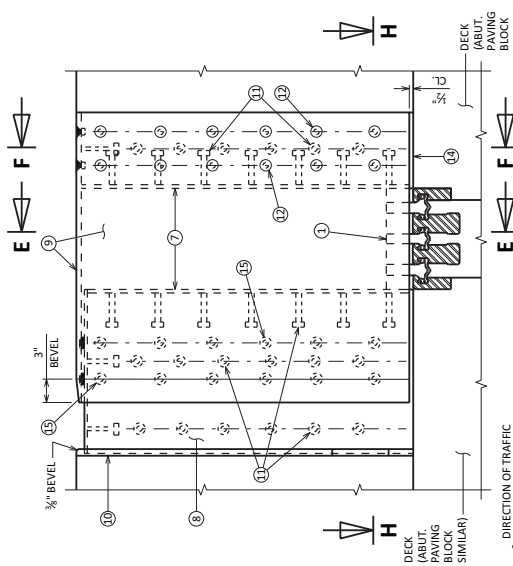 3"
BEVEL
⅜" BEVEL
9
F
F
E
E
H
H
15
10
8
11
7
15
11
12
12
1
14
½"
CL.
DECK
(ABUT.
PAVING
BLOCK
DECK
(ABUT.
PAVING
BLOCK
SIMILAR)
DIRECTION OF TRAFFIC